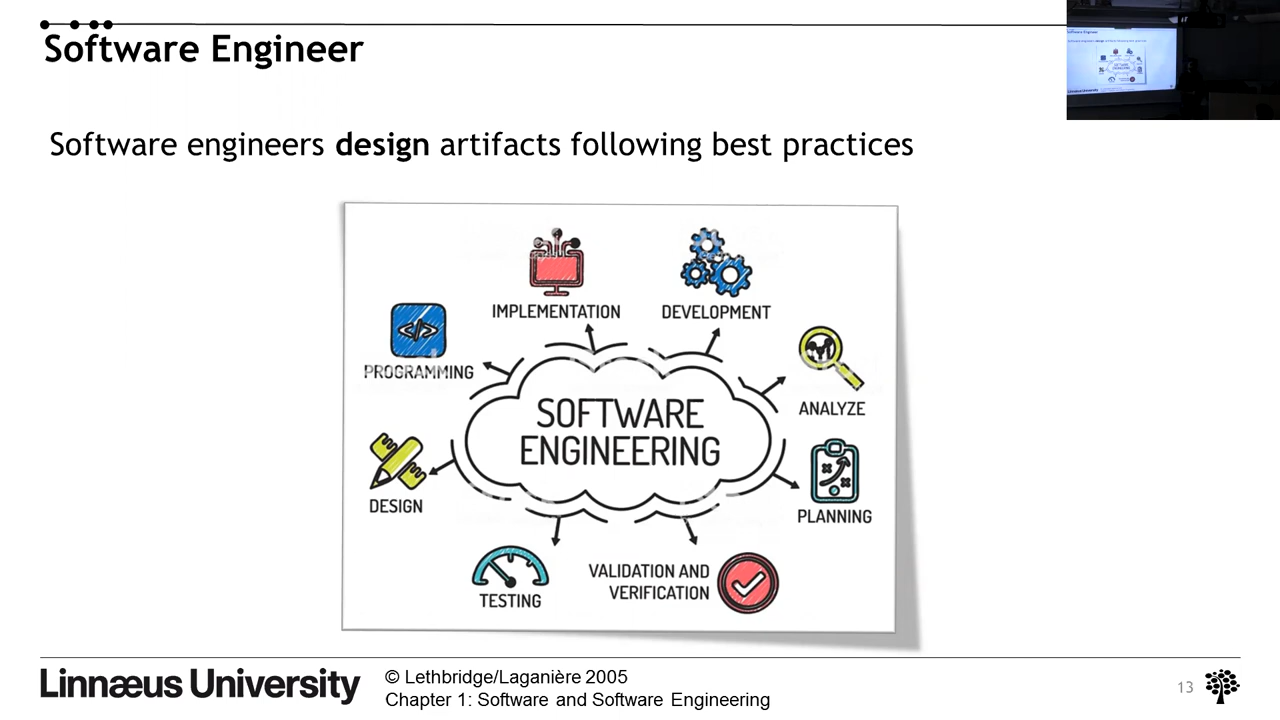 Software Engineer
Software engineers design artifacts following best practices
IMPLEMENTATION
DEVELOPMENT
PROGRAMMING
ANALYZE
SOFTWARE
ENGINEERING
DESIGN
PLANNING
TESTING
VALIDATION AND
VERIFICATION
Linnæus University
© Lethbridge/Laganière 2005
Chapter 1: Software and Software Engineering
13